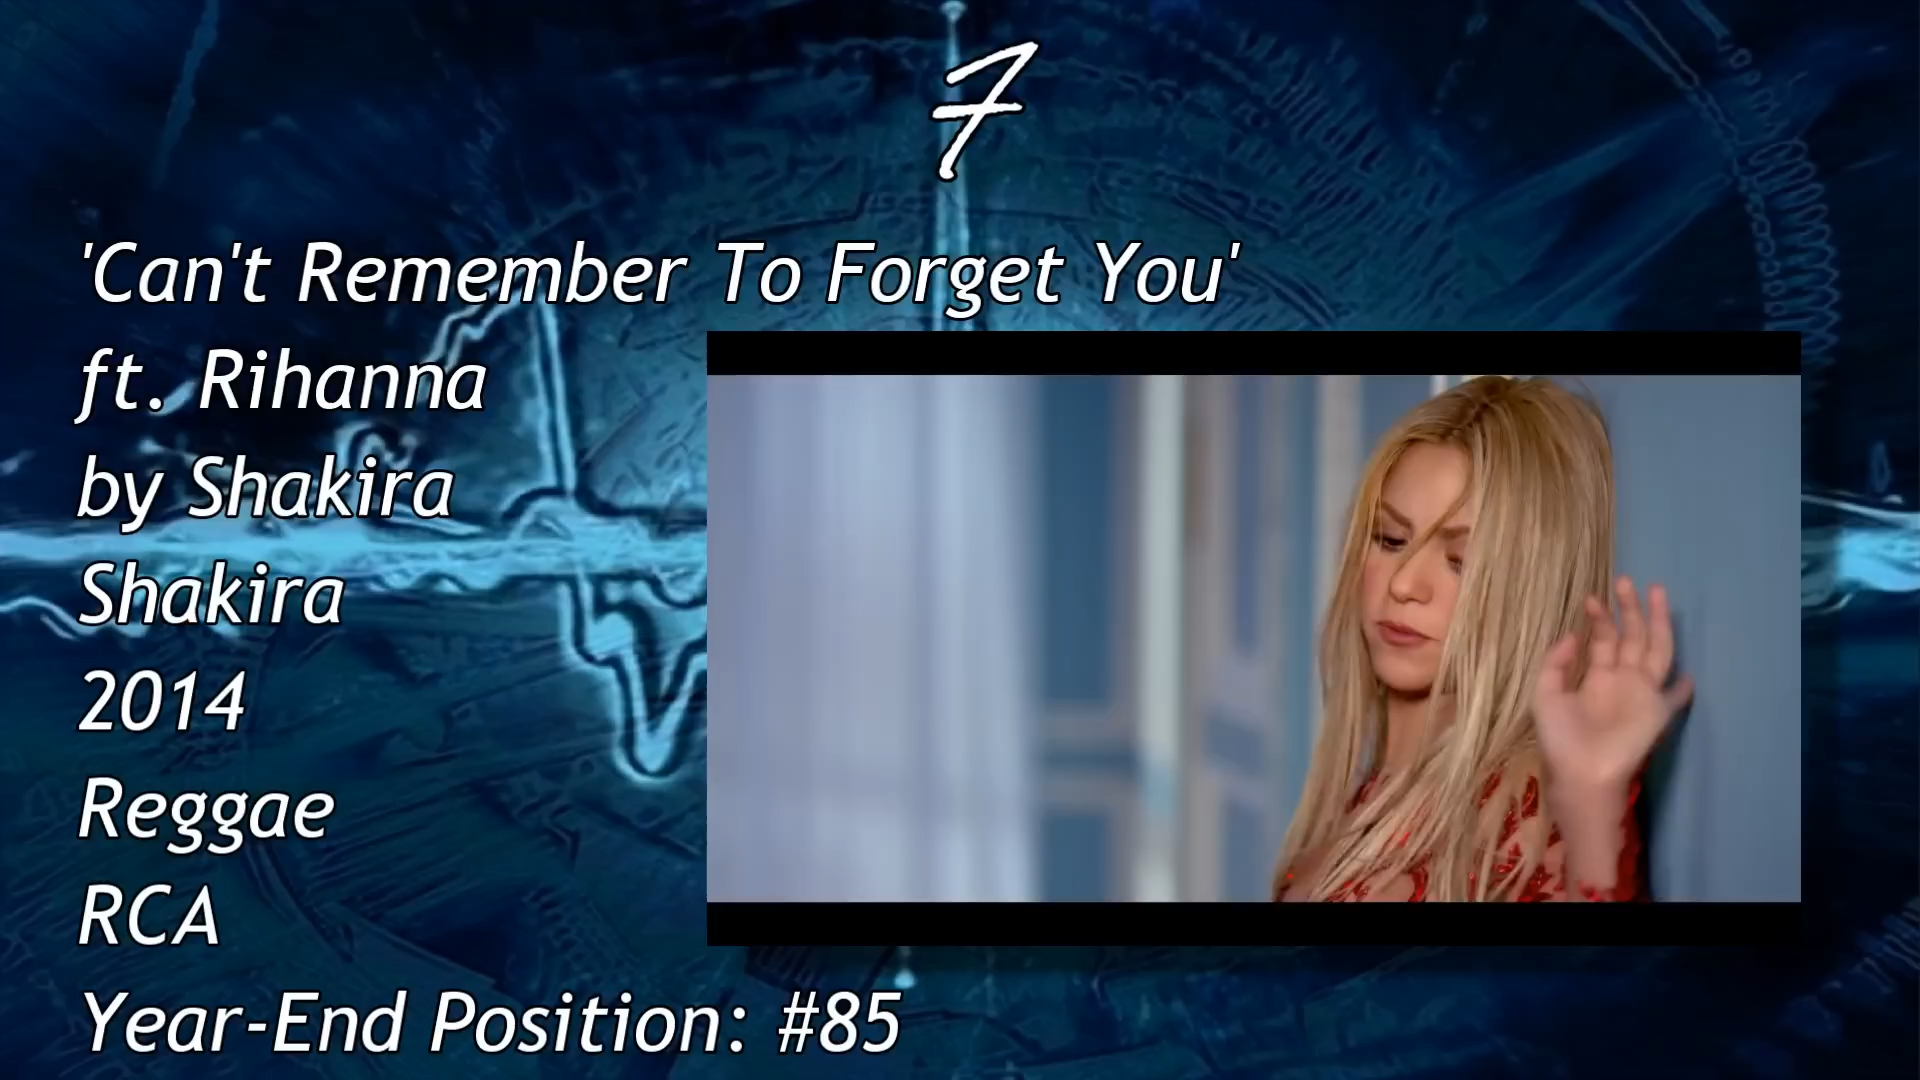 7
'Can't Remember To Forget You'
ft. Rihanna
by Shakira
Shakira
2014
Reggae
RCA
Year-End Position: #85